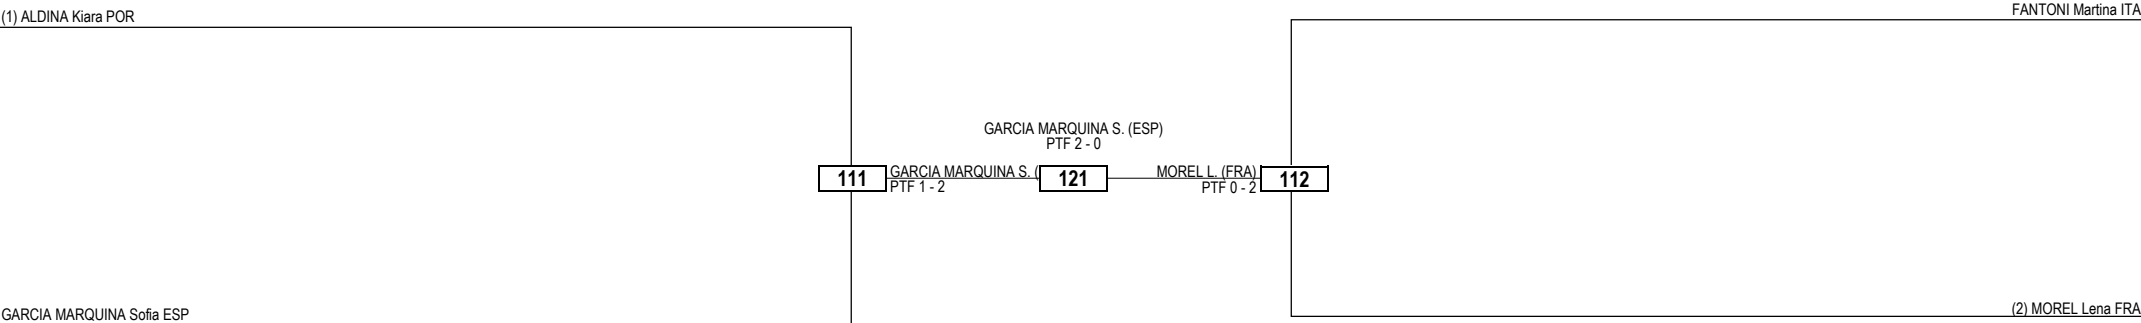 (1) ALDINA Kiara POR
FANTONI Martina ITA
GARCIA MARQUINA S. (ESP)
PTF 2 - 0
111
GARCIA MARQUINA S. (
PTF 1 - 2
121
MOREL L. (FRA)
PTF 0 - 2
112
GARCIA MARQUINA Sofia ESP
(2) MOREL Lena FRA